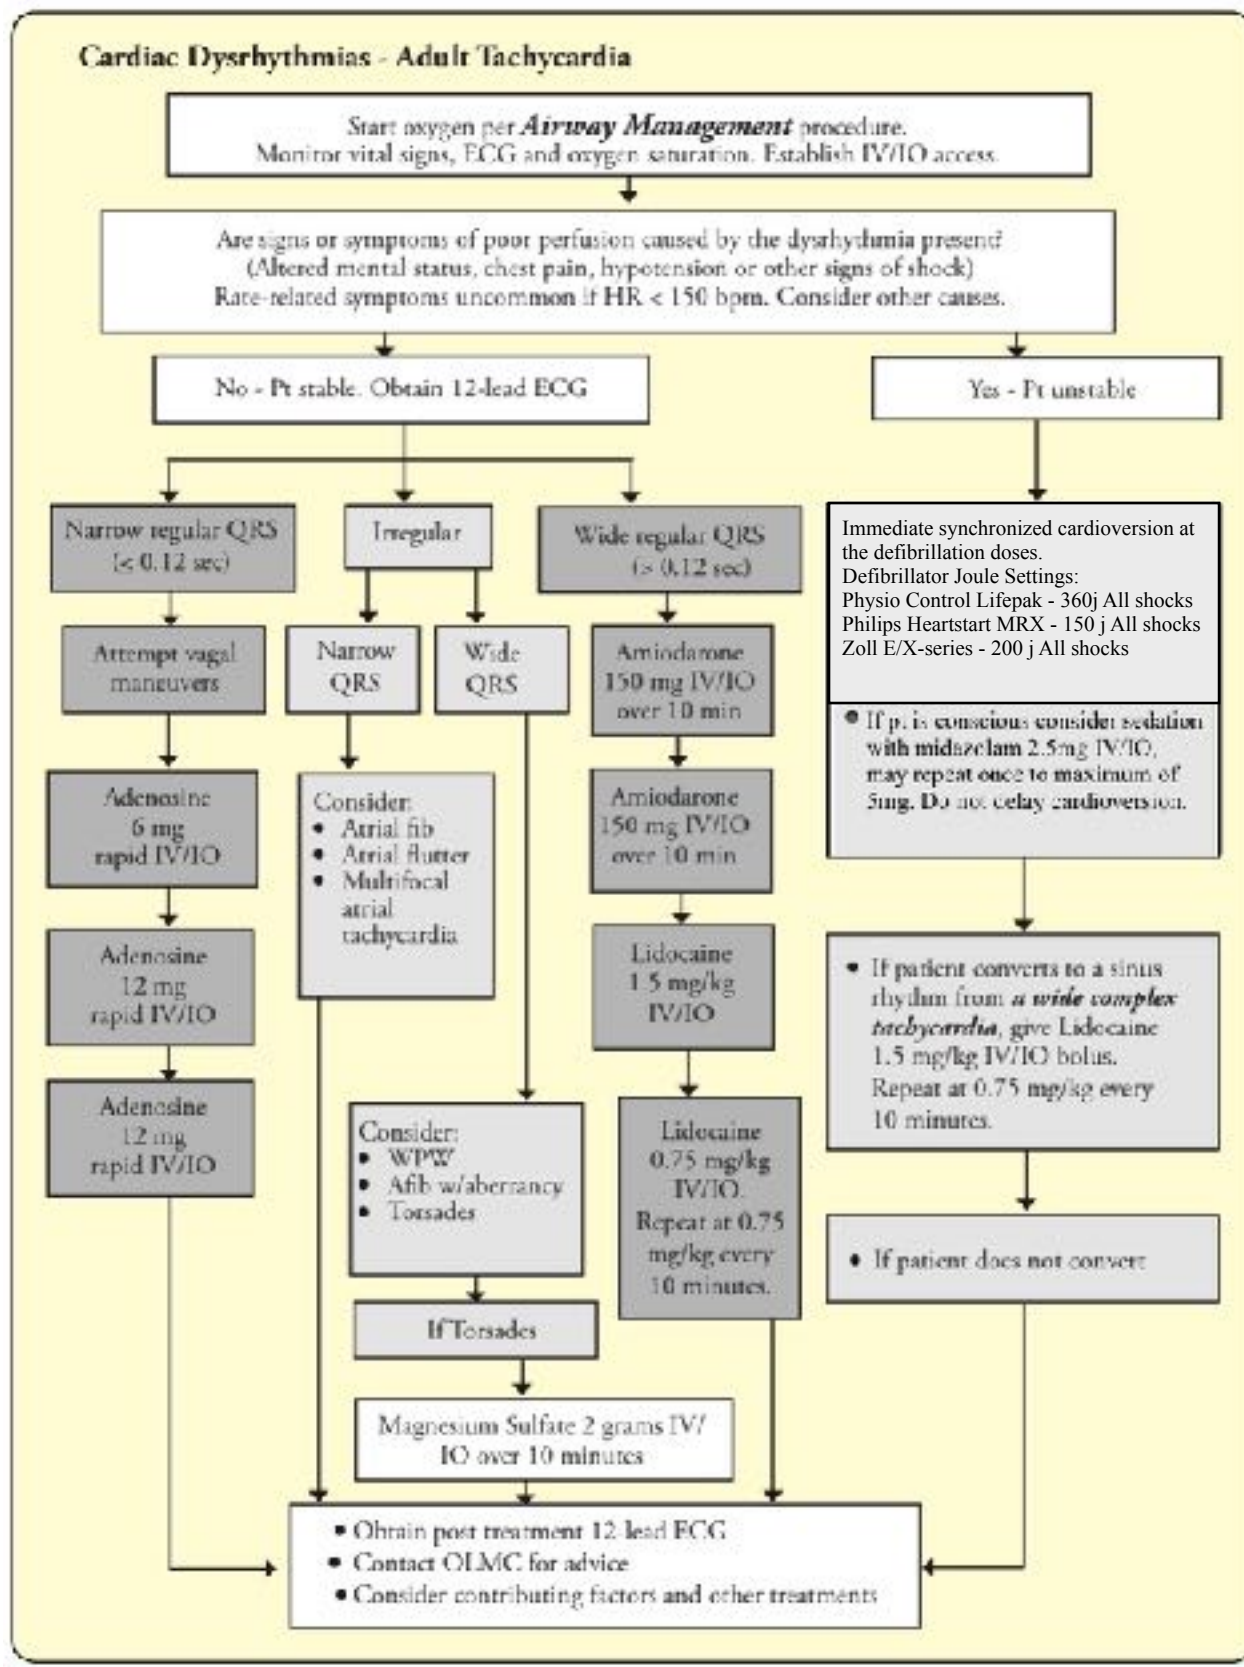 Cardiac Dysrhythmias - Adult Tachycardia
Start oxygen per Airway Management procedure.
Monitor vital signs, ECG and oxygen saturation. Establish IV/IO access.
Are signs or symptoms of poor perfusion caused by the dysrhythmia present?
(Altered mental status, chest pain, hypotension or other signs of shock)
Rate-related symptoms uncommon if HR < 150 bpm. Consider other causes.
No - Pt stable. Obtain 12-lead ECG
Yes - Pt unstable
Narrow regular QRS
(< 0.12 sec)
Attempt vagal
maneuvers
Adenosine
6 mg
rapid IV/IO
Adenosine
12 mg
rapid IV/IO
Adenosine
12 mg
rapid IV/IO
Irregular
Narrow
QRS
Consider:
• Atrial fib
• Atrial flutter
• Multifocal
atrial
tachycardia
Wide
QRS
Consider:
• WPW
• Afib w/aberrancy
• Torsades
If Torsades
Magnesium Sulfate 2 grams IV/
IO over 10 minutes
Wide regular QRS
(> 0.12 sec)
Amiodarone
150 mg IV/IO
over 10 min
Amiodarone
150 mg IV/IO
over 10 min
Lidocaine
1.5 mg/kg
IV/IO
Lidocaine
0.75 mg/kg
IV/IO.
Repeat at 0.75
mg/kg every
10 minutes.
Immediate synchronized cardioversion at
the defibrillation doses.
Defibrillator Joule Settings:
Physio Control Lifepak - 360j All shocks
Philips Heartstart MRX - 150 j All shocks
Zoll E/X-series - 200 j All shocks
• If pt is conscious consider sedation
with midazolam 2.5mg IV/IO,
may repeat once to maximum of
5mg. Do not delay cardioversion.
• If patient converts to a sinus
rhythm from a wide complex
tachycardia, give Lidocaine
1.5 mg/kg IV/IO bolus.
Repeat at 0.75 mg/kg every
10 minutes.
• If patient does not convert
• Obtain post treatment 12-lead ECG
• Contact OLMC for advice
• Consider contributing factors and other treatments